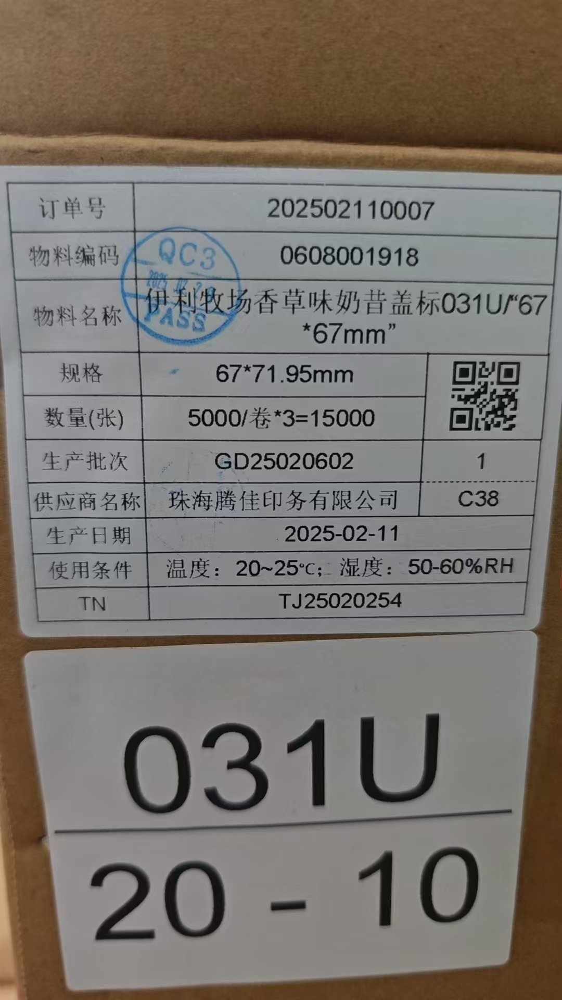 订单号 202502110007
物料编码 0608001918
QC3
PASS
物料名称 伊利牧场香草味奶昔盖标031U/“67
*67mm”
规格 67*71.95mm
数量(张) 5000/卷*3=15000
生产批次 GD25020602 1
供应商名称 珠海腾佳印务有限公司 C38
生产日期 2025-02-11
使用条件 温度：20~25℃；湿度：50-60%RH
TN TJ25020254
031U
20 - 10